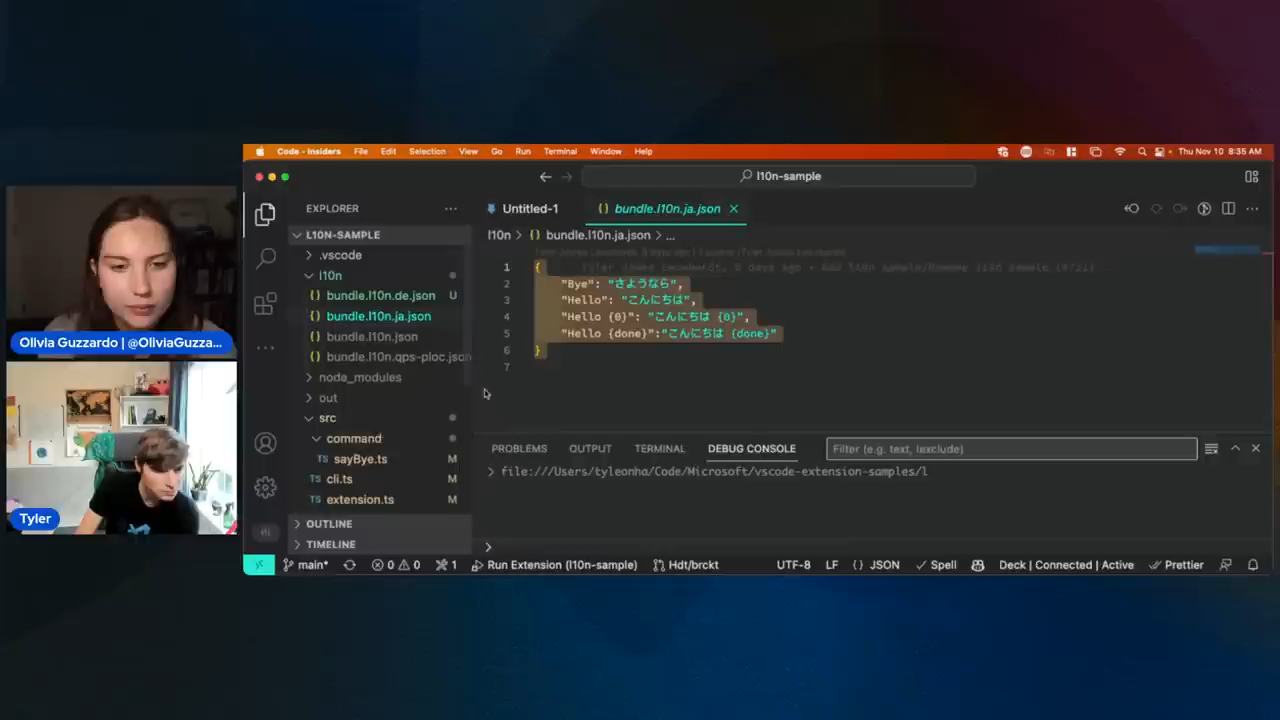 Code - Insiders File Edit Selection View Go Run Terminal Window Help Thu Nov 10 8:35 AM
l10n-sample
EXPLORER ...
Untitled-1 {} bundle.l10n.ja.json
L10N-SAMPLE
l10n > {} bundle.l10n.ja.json > ...
.vscode
l10n
{} bundle.l10n.de.json U
{} bundle.l10n.ja.json
{} bundle.l10n.json
{} bundle.l10n.qps-ploc.json
node_modules
out
src
command
TS sayBye.ts M
TS cli.ts M
TS extension.ts M
OUTLINE
TIMELINE
1 {
2 "Bye": "さようなら",
3 "Hello": "こんにちは",
4 "Hello {0}": "こんにちは {0}",
5 "Hello {done}":"こんにちは {done}"
6 }
7
PROBLEMS OUTPUT TERMINAL DEBUG CONSOLE Filter (e.g. text, !exclude)
> file:///Users/tyleonha/Code/Microsoft/vscode-extension-samples/l
>
main* 0 0 1 Run Extension (l10n-sample) Hdt/brckt UTF-8 LF {} JSON Spell Deck | Connected | Active Prettier
Olivia Guzzardo | @OliviaGuzza...
Tyler